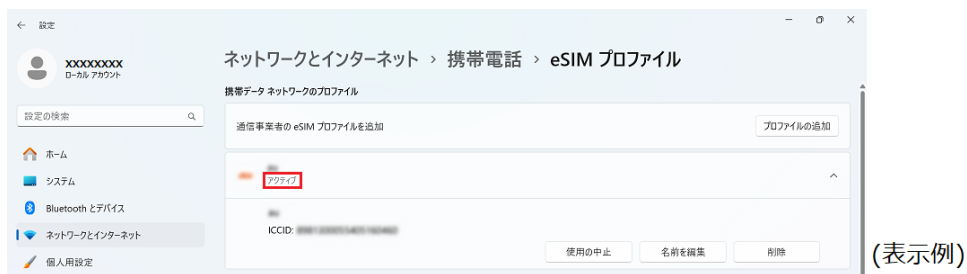 設定
xxxxxxxx
ローカル アカウント
設定の検索
ホーム
システム
Bluetooth とデバイス
ネットワークとインターネット
個人用設定
ネットワークとインターネット › 携帯電話 › eSIM プロファイル
携帯データ ネットワークのプロファイル
通信事業者の eSIM プロファイルを追加
プロファイルの追加
アクティブ
ICCID:
使用の中止 名前を編集 削除
(表示例)